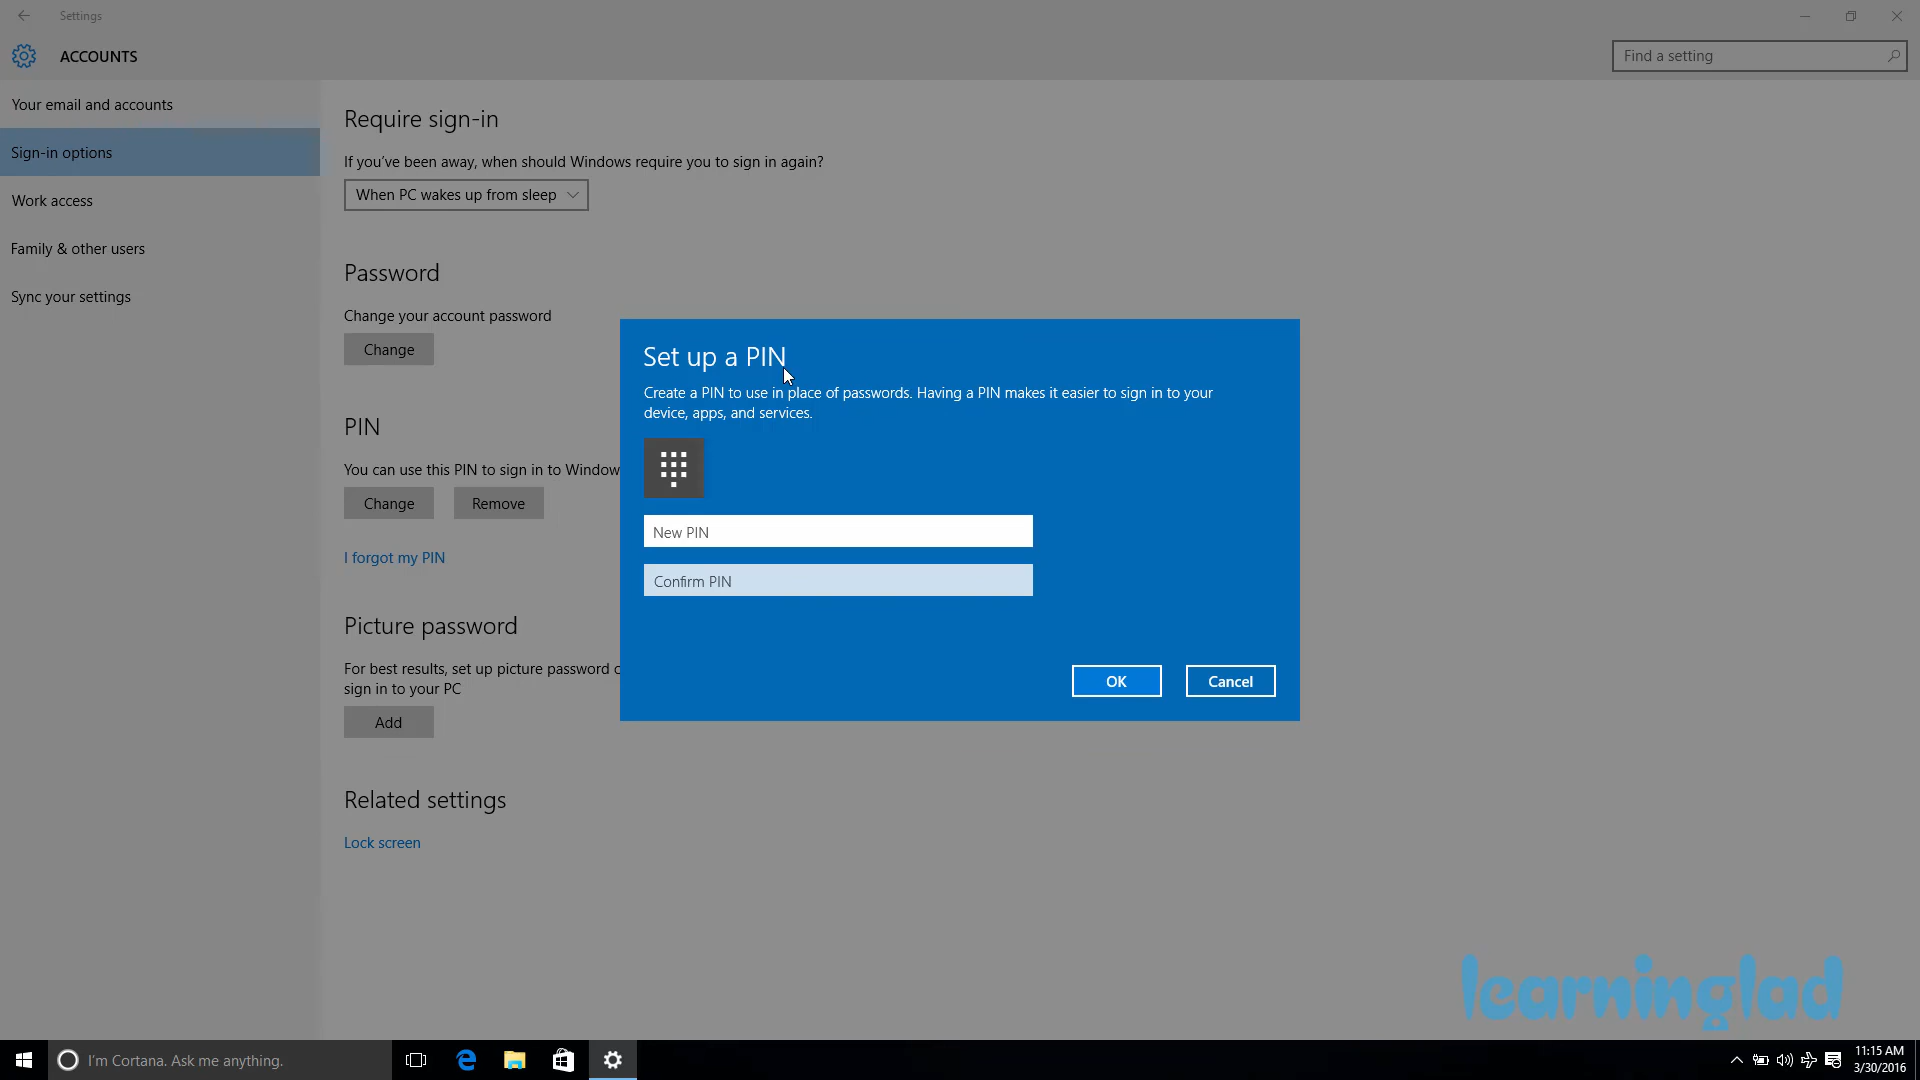 Settings
ACCOUNTS
Find a setting
Your email and accounts
Sign-in options
Work access
Family & other users
Sync your settings
Require sign-in
If you've been away, when should Windows require you to sign in again?
When PC wakes up from sleep
Password
Change your account password
Change
PIN
You can use this PIN to sign in to Window
Change
Remove
I forgot my PIN
Picture password
For best results, set up picture password
sign in to your PC
Add
Related settings
Lock screen
Set up a PIN
Create a PIN to use in place of passwords. Having a PIN makes it easier to sign in to your
device, apps, and services.
New PIN
Confirm PIN
OK
Cancel
learninglad
I'm Cortana. Ask me anything.
11:15 AM
3/30/2016